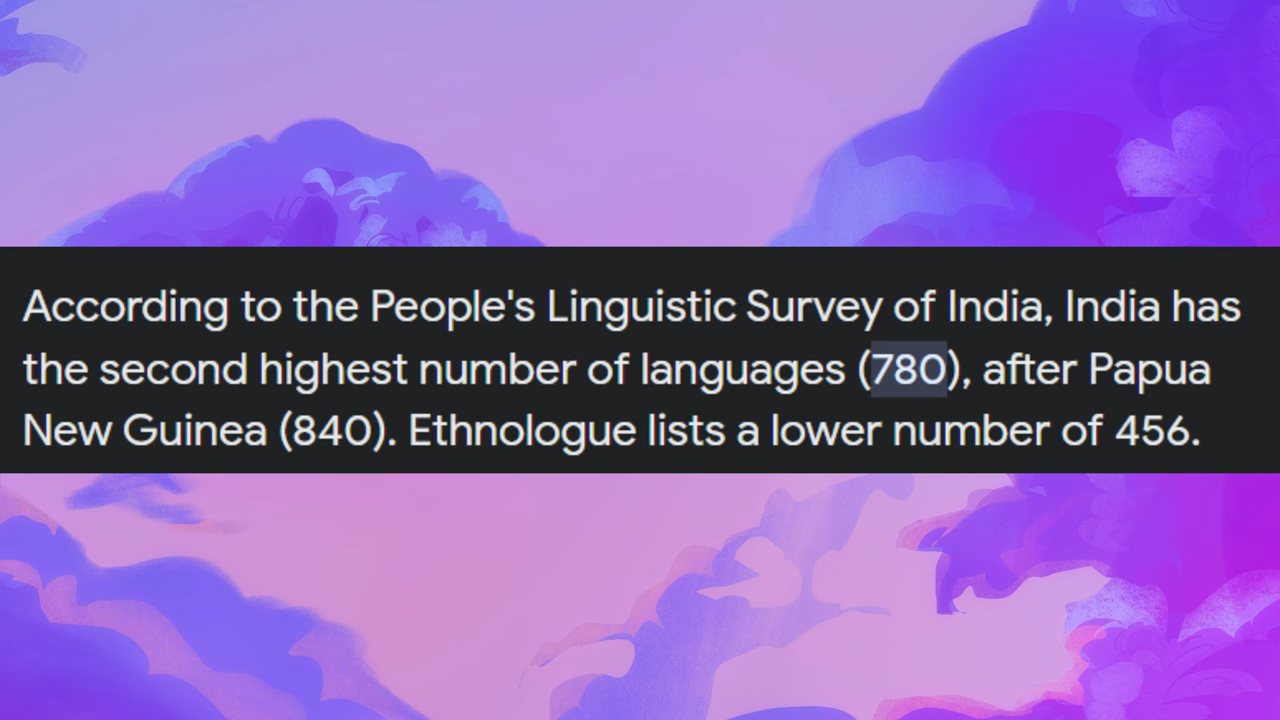 According to the People's Linguistic Survey of India, India has
the second highest number of languages (780), after Papua
New Guinea (840). Ethnologue lists a lower number of 456.